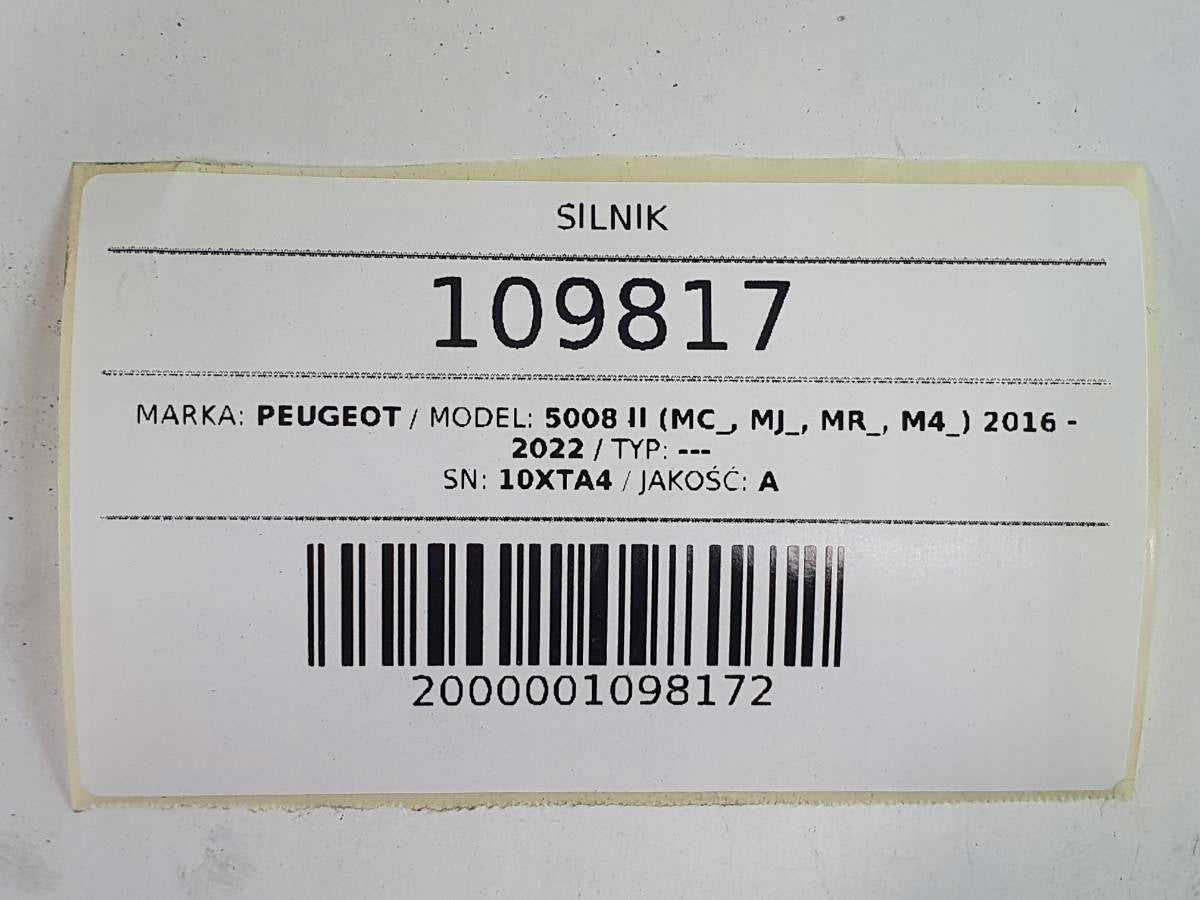 SILNIK
109817
MARKA: PEUGEOT / MODEL: 5008 II (MC_, MJ_, MR_, M4_) 2016 -
2022 / TYP: ---
SN: 10XTA4 / JAKOŚĆ: A
2000001098172